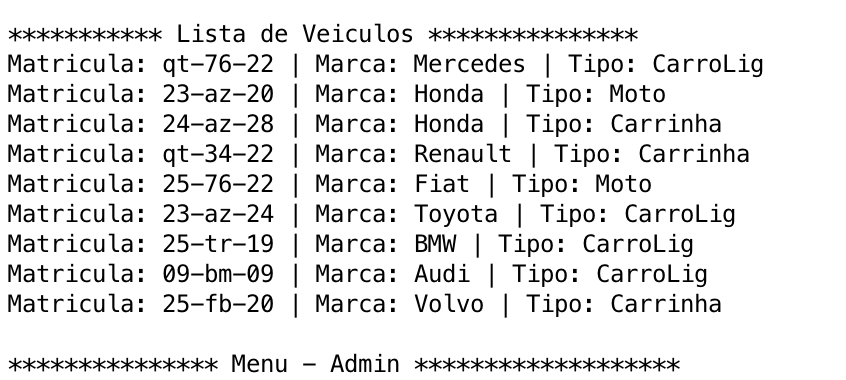 *********** Lista de Veiculos ***************
Matricula: qt-76-22 | Marca: Mercedes | Tipo: CarroLig
Matricula: 23-az-20 | Marca: Honda | Tipo: Moto
Matricula: 24-az-28 | Marca: Honda | Tipo: Carrinha
Matricula: qt-34-22 | Marca: Renault | Tipo: Carrinha
Matricula: 25-76-22 | Marca: Fiat | Tipo: Moto
Matricula: 23-az-24 | Marca: Toyota | Tipo: CarroLig
Matricula: 25-tr-19 | Marca: BMW | Tipo: CarroLig
Matricula: 09-bm-09 | Marca: Audi | Tipo: CarroLig
Matricula: 25-fb-20 | Marca: Volvo | Tipo: Carrinha
*************** Menu - Admin *******************